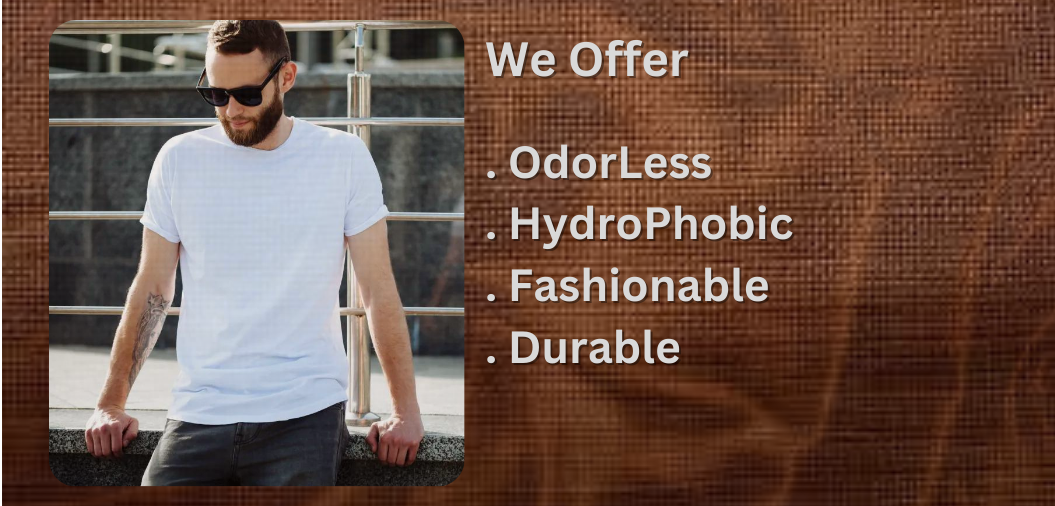 We Offer
. OdorLess
. HydroPhobic
. Fashionable
. Durable